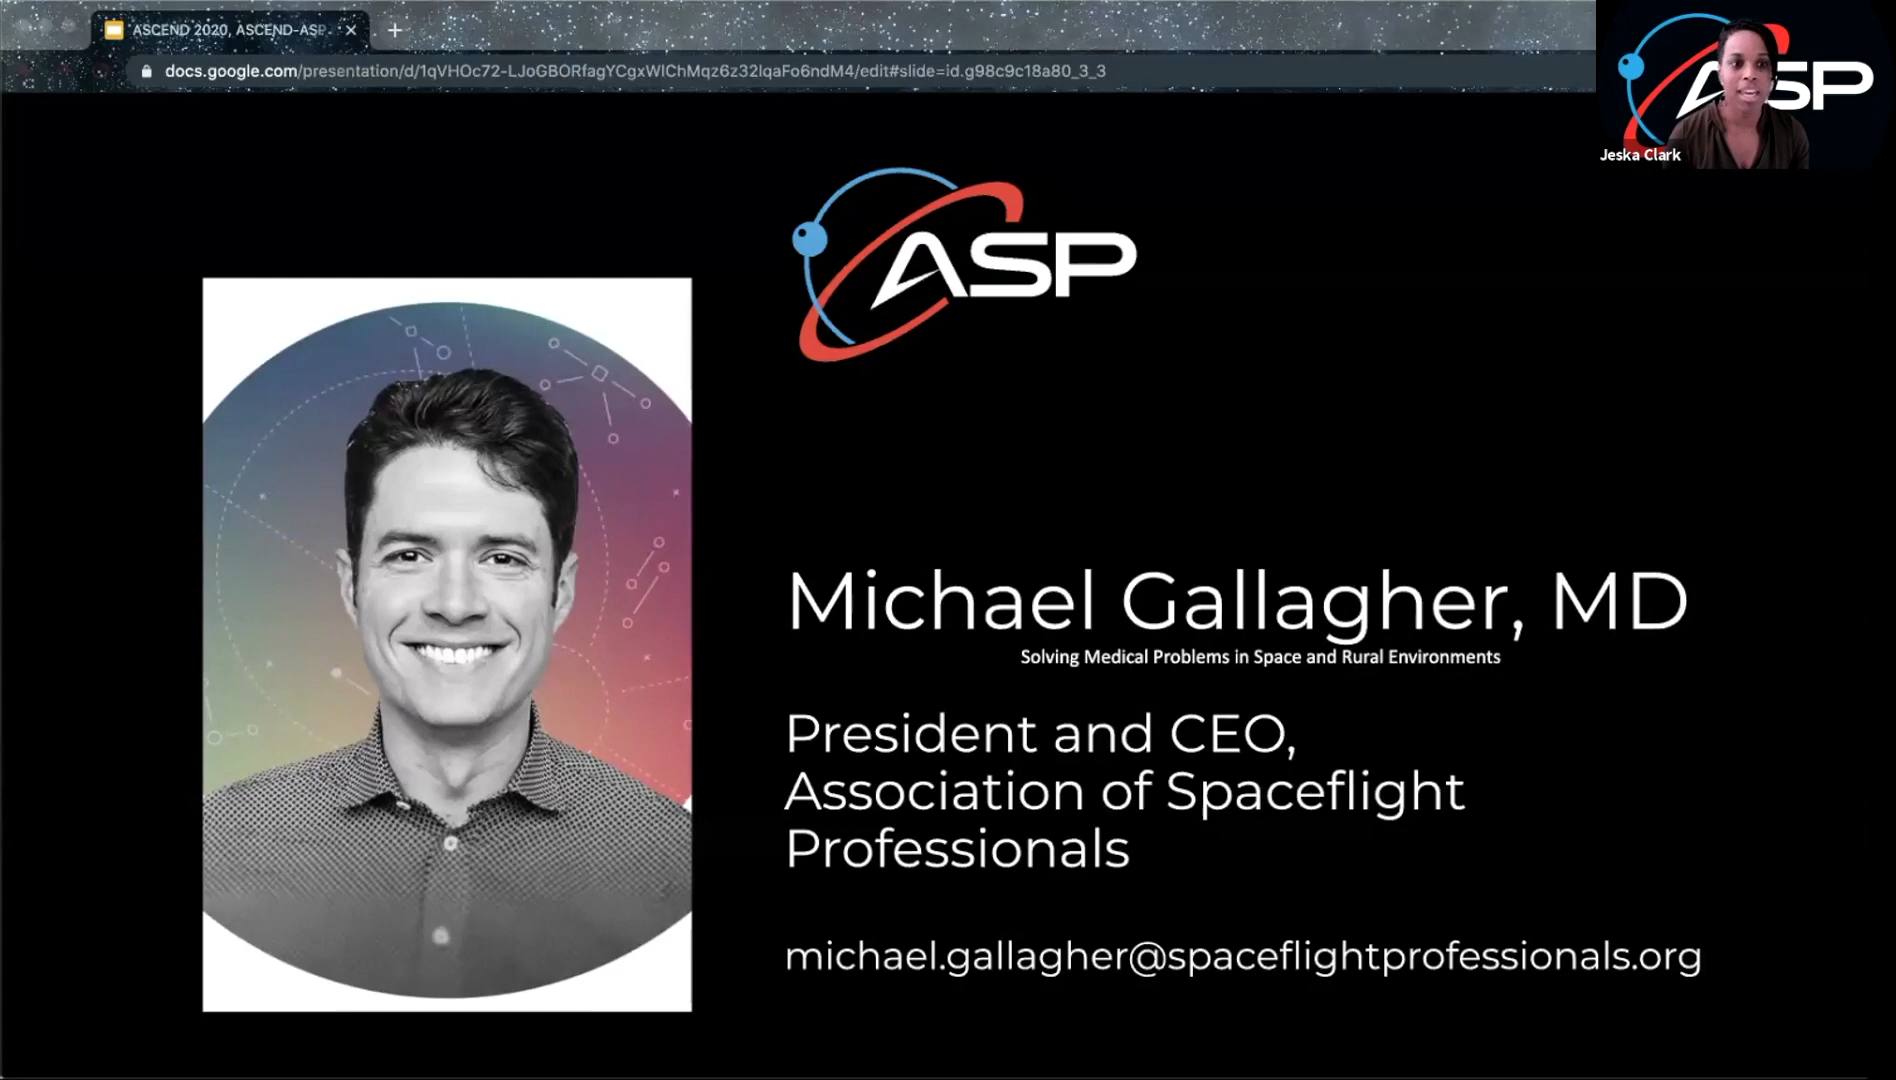 ASCEND 2020, ASCEND-ASP
docs.google.com/presentation/d/1qVHOc72-LJoGBORfagYCgxWlChMqz6z32lqaFo6ndM4/edit#slide=id.g98c9c18a80_3_3
ASP
Jeska Clark
ASP
Michael Gallagher, MD
Solving Medical Problems in Space and Rural Environments
President and CEO,
Association of Spaceflight
Professionals
michael.gallagher@spaceflightprofessionals.org